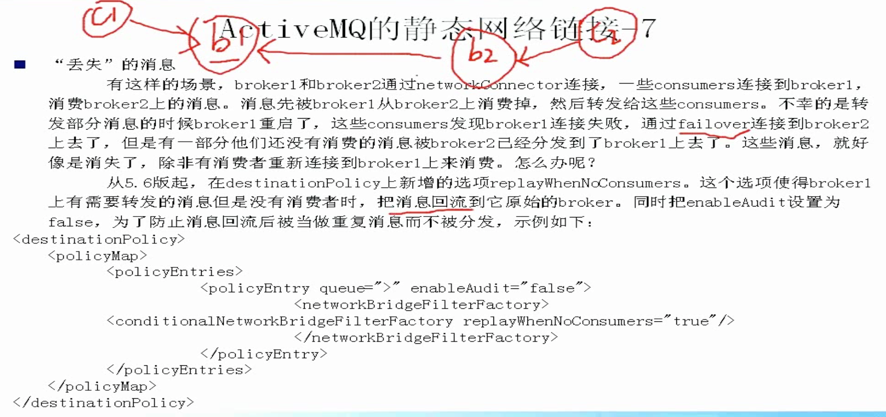 ActiveMQ的静态网络链接-7
c1
b1
b2
"丢失"的消息
有这样的场景，broker1和broker2通过networkConnector连接，一些consumers连接到broker1，
消费broker2上的消息。消息先被broker1从broker2上消费掉，然后转发给这些consumers。不幸的是转
发部分消息的时候broker1重启了，这些consumers发现broker1连接失败，通过failover连接到broker2
上去了，但是有一部分他们还没有消费的消息被broker2已经分发到了broker1上去了。这些消息，就好
像是消失了，除非有消费者重新连接到broker1上来消费。怎么办呢？
从5.6版起，在destinationPolicy上新增的选项replayWhenNoConsumers。这个选项使得broker1
上有需要转发的消息但是没有消费者时，把消息回流到它原始的broker。同时把enableAudit设置为
false，为了防止消息回流后被当做重复消息而不被分发，示例如下：
<destinationPolicy>
<policyMap>
<policyEntries>
<policyEntry queue=">" enableAudit="false">
<networkBridgeFilterFactory>
<conditionalNetworkBridgeFilterFactory replayWhenNoConsumers="true"/>
</networkBridgeFilterFactory>
</policyEntry>
</policyEntries>
</policyMap>
</destinationPolicy>